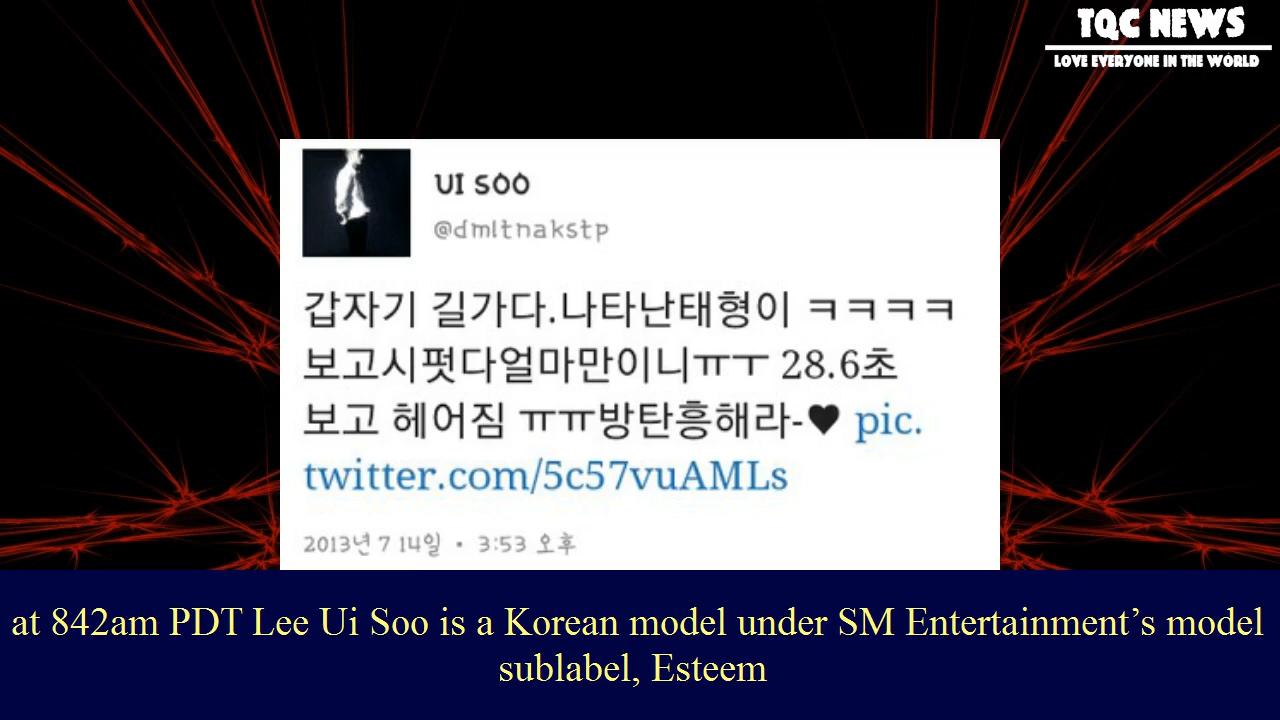 TQC NEWS
LOVE EVERYONE IN THE WORLD
UI SOO
@dmltnakstp
갑자기 길가다.나타난태형이 ㅋㅋㅋㅋ
보고시펏다얼마만이니ㅠㅜ 28.6초
보고 헤어짐 ㅠㅠ방탄흥해라-♥ pic.
twitter.com/5c57vuAMLs
2013년 7 14일 • 3:53 오후
at 842am PDT Lee Ui Soo is a Korean model under SM Entertainment’s model
sublabel, Esteem